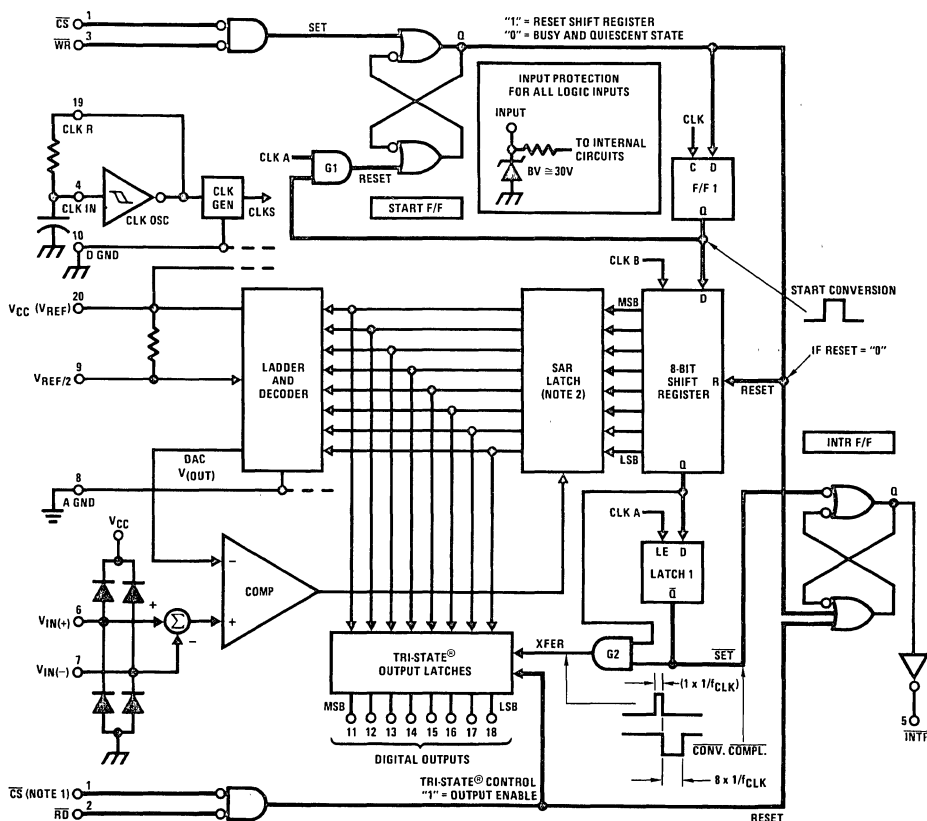 CS 1
WR 3
SET
Q
"1" = RESET SHIFT REGISTER
"0" = BUSY AND QUIESCENT STATE
INPUT PROTECTION
FOR ALL LOGIC INPUTS
INPUT
TO INTERNAL
CIRCUITS
BV ≅ 30V
19
CLK R
4
CLK IN
CLK OSC
CLK
GEN
CLKS
10
D GND
CLK A
G1
RESET
START F/F
CLK
C D
F/F 1
Q
CLK B
START CONVERSION
20
VCC (VREF)
9
VREF/2
LADDER
AND
DECODER
SAR
LATCH
(NOTE 2)
MSB
LSB
D
8-BIT
SHIFT
REGISTER
R
Q
RESET
IF RESET = "0"
INTR F/F
DAC
V(OUT)
8
A GND
VCC
COMP
−
+
6
VIN(+)
+
Σ
−
7
VIN(−)
CLK A
LE D
LATCH 1
Q
Q
XFER
G2
SET
TRI-STATE®
OUTPUT LATCHES
MSB
LSB
11 12 13 14 15 16 17 18
DIGITAL OUTPUTS
(1 x 1/fCLK)
CONV. COMPL.
8 x 1/fCLK
5
INTR
CS (NOTE 1) 1
RD 2
TRI-STATE® CONTROL
"1" = OUTPUT ENABLE
RESET